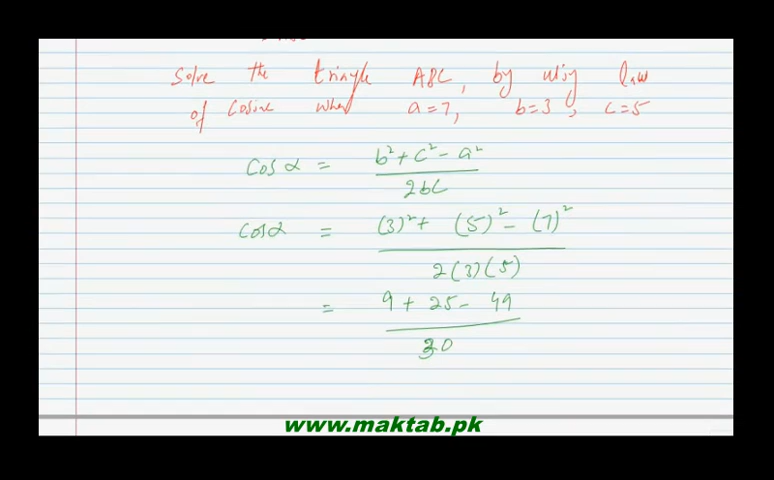 Solve the triangle ABC, by using law
of cosine when a = 7, b = 3, c = 5
Cos α = b² + c² - a² / 2bc
Cos α = (3)² + (5)² - (7)² / 2(3)(5)
= 9 + 25 - 49 / 30
www.maktab.pk